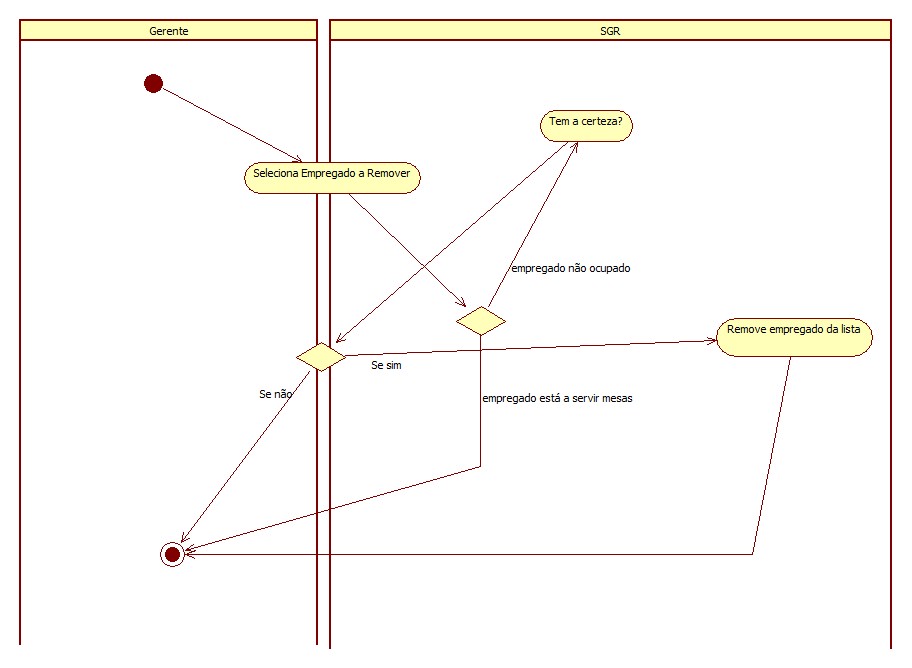 Gerente
SGR
Tem a certeza?
Seleciona Empregado a Remover
empregado não ocupado
Remove empregado da lista
Se sim
Se não
empregado está a servir mesas